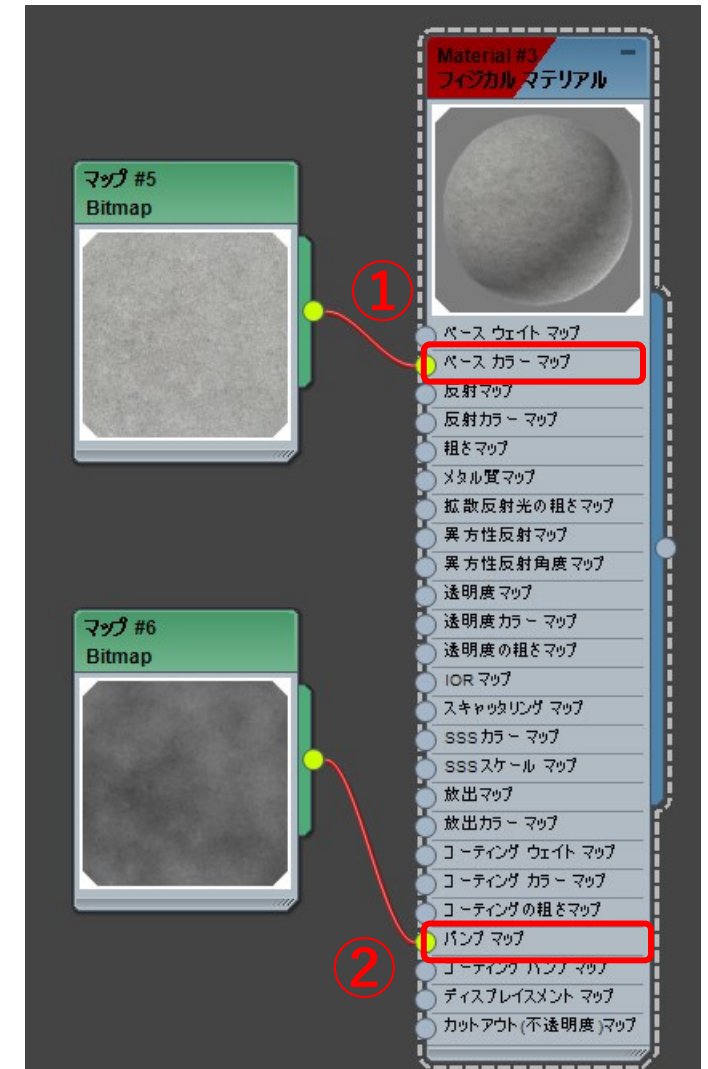 Material #3
フィジカル マテリアル
マップ #5
Bitmap
①
ベース ウェイト マップ
ベース カラー マップ
反射マップ
反射カラー マップ
粗さマップ
メタル質マップ
拡散反射光の粗さマップ
異方性反射マップ
異方性反射角度マップ
透明度マップ
透明度カラー マップ
透明度の粗さマップ
IOR マップ
スキャッタリング マップ
SSSカラー マップ
SSSスケール マップ
放出マップ
放出カラー マップ
コーティング ウェイト マップ
コーティング カラー マップ
コーティングの粗さマップ
バンプ マップ
コーティング バンプ マップ
ディスプレイスメント マップ
カットアウト(不透明度)マップ
マップ #6
Bitmap
②